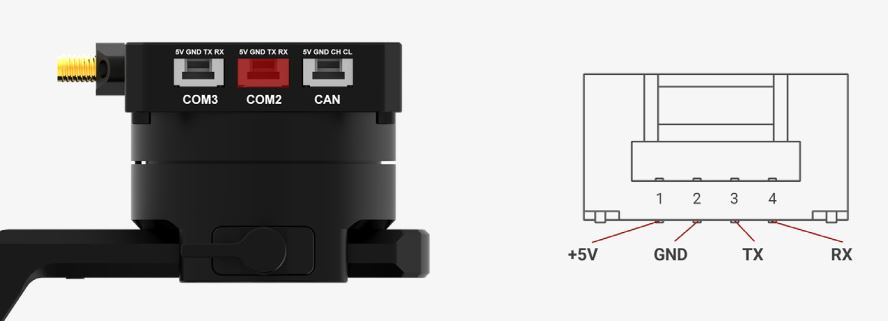 5V GND TX RX 5V GND TX RX 5V GND CH CL
COM3 COM2 CAN
1 2 3 4
+5V GND TX RX